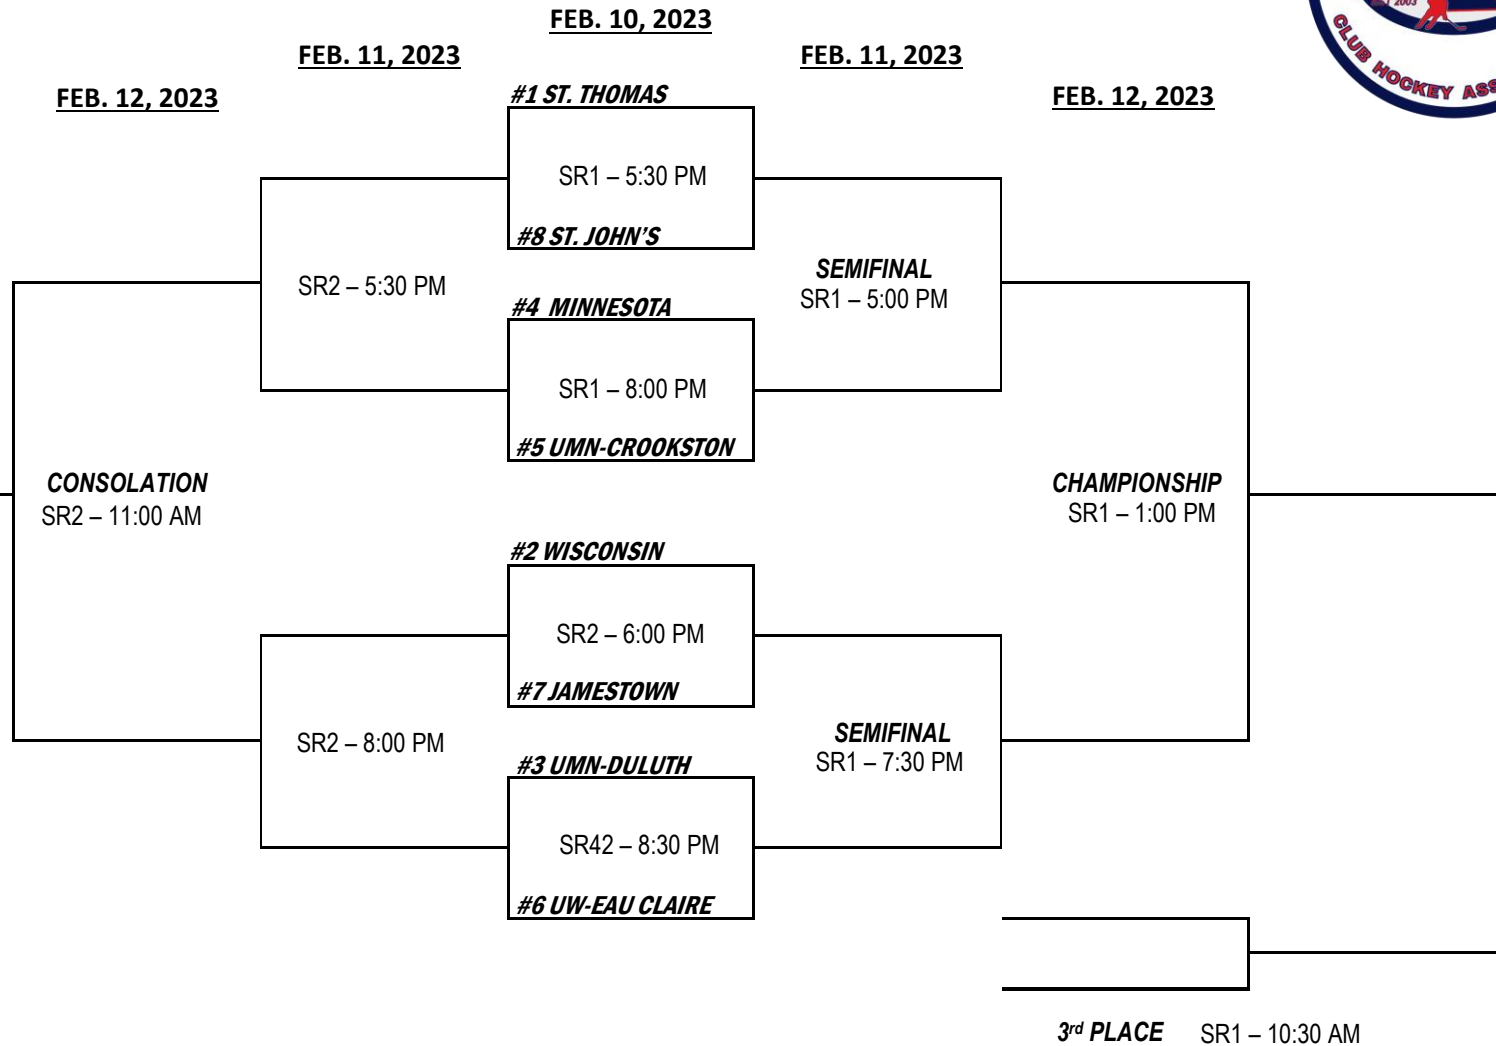 FEB. 10, 2023
FEB. 11, 2023
FEB. 11, 2023
FEB. 12, 2023
FEB. 12, 2023
2003
CLUB HOCKEY ASS
#1 ST. THOMAS
SR1 – 5:30 PM
#8 ST. JOHN'S
SR2 – 5:30 PM
SEMIFINAL
SR1 – 5:00 PM
#4 MINNESOTA
SR1 – 8:00 PM
#5 UMN-CROOKSTON
CONSOLATION
SR2 – 11:00 AM
CHAMPIONSHIP
SR1 – 1:00 PM
#2 WISCONSIN
SR2 – 6:00 PM
#7 JAMESTOWN
SR2 – 8:00 PM
SEMIFINAL
SR1 – 7:30 PM
#3 UMN-DULUTH
SR42 – 8:30 PM
#6 UW-EAU CLAIRE
3rd PLACE SR1 – 10:30 AM